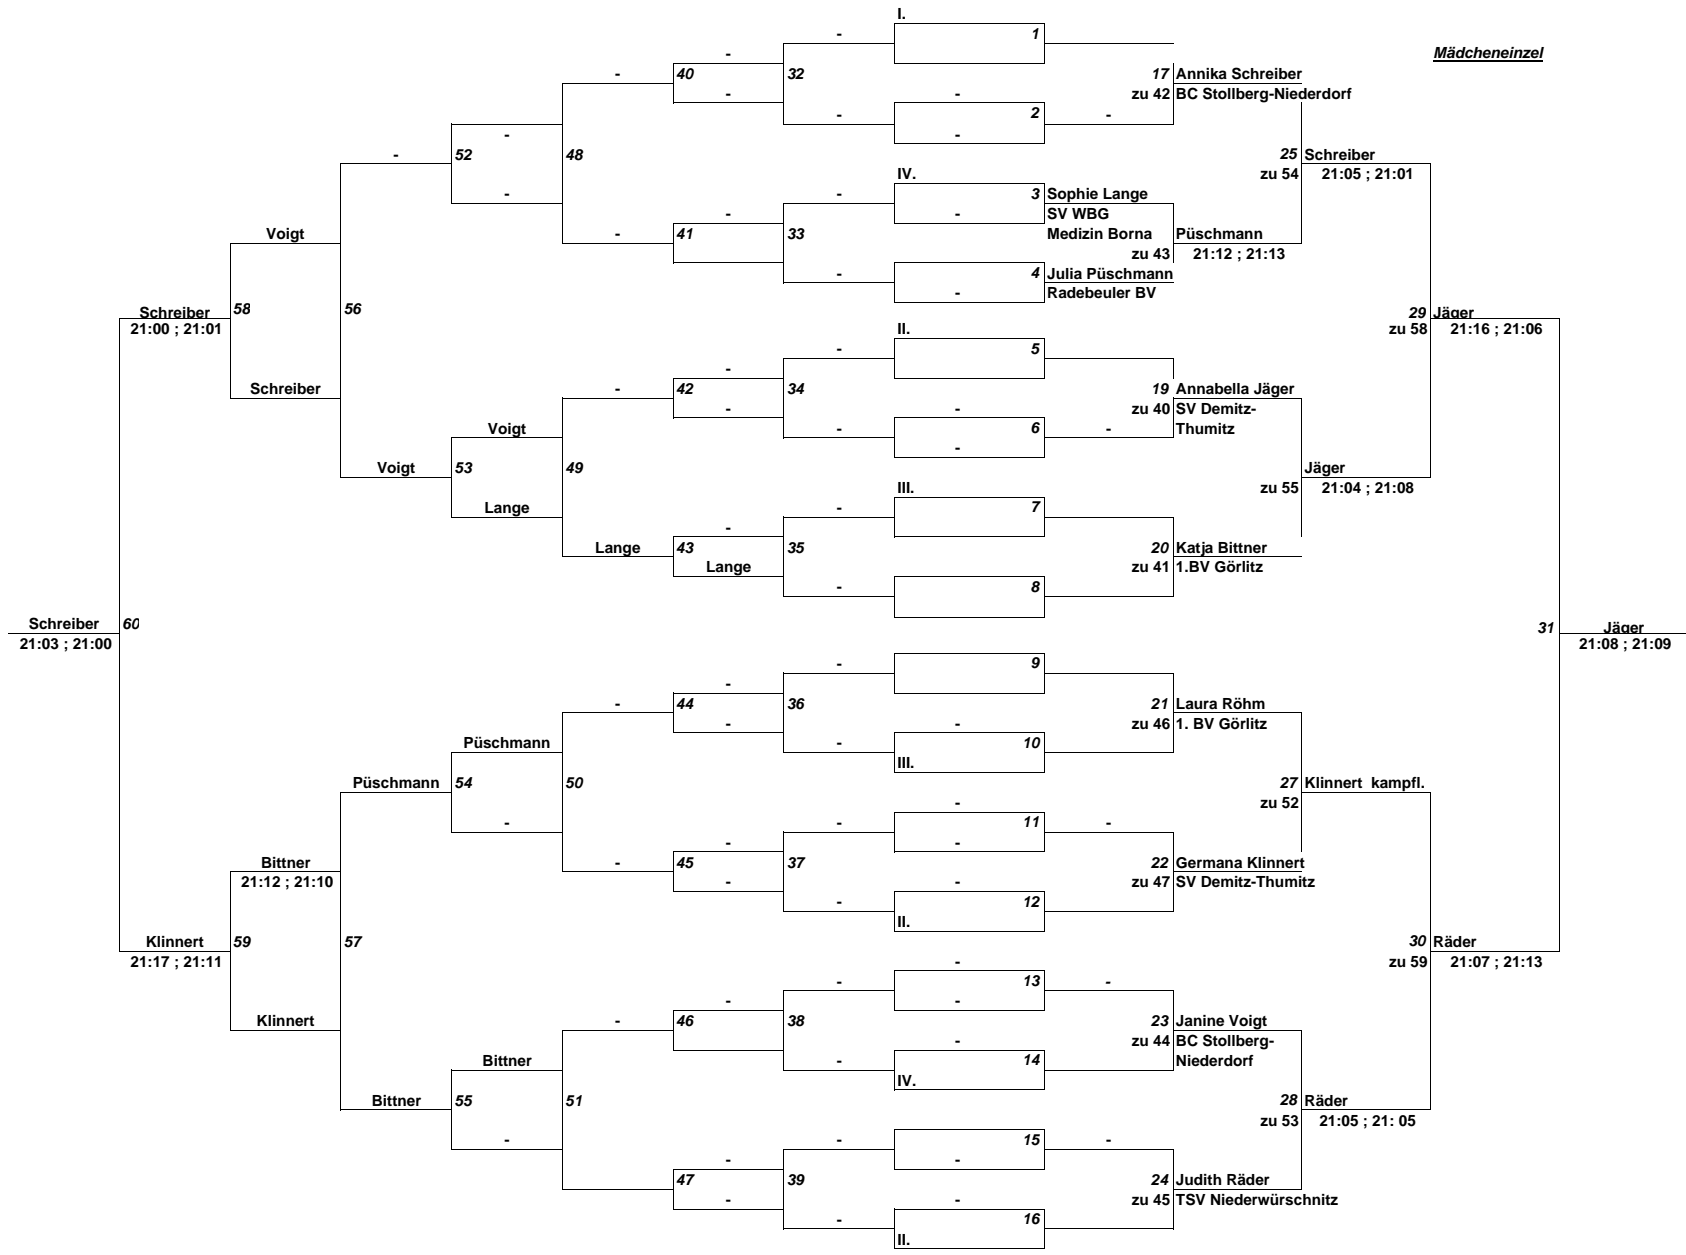 I.
- 1
Mädcheneinzel
-
- 40 32 17 Annika Schreiber
- - zu 42 BC Stollberg-Niederdorf
- 2 -
- -
- 52 48 25 Schreiber
IV. zu 54 21:05 ; 21:01
- - 3 Sophie Lange
- - SV WBG
Voigt - 41 33 Medizin Borna Püschmann
zu 43 21:12 ; 21:13
- 4 Julia Püschmann
- Radebeuler BV
Schreiber 58 56 29 Jäger
21:00 ; 21:01 II. zu 58 21:16 ; 21:06
- 5
-
Schreiber - 42 34 19 Annabella Jäger
- - zu 40 SV Demitz-
Voigt - 6 - Thumitz
-
Voigt 53 49 Jäger
III. zu 55 21:04 ; 21:08
Lange - 7
-
Lange 43 35 20 Katja Bittner
Lange zu 41 1.BV Görlitz
- 8
Schreiber 60 31 Jäger
21:03 ; 21:00 21:08 ; 21:09
- 9
-
- 44 36 21 Laura Röhm
- - zu 46 1. BV Görlitz
Püschmann - 10
III.
Püschmann 54 50 27 Klinnert kampfl.
- zu 52
- - 11 -
- -
Bittner - 45 37 22 Germana Klinnert
21:12 ; 21:10 - - zu 47 SV Demitz-Thumitz
- 12
II.
Klinnert 59 57 30 Räder
21:17 ; 21:11 - zu 59 21:07 ; 21:13
- 13 -
- -
Klinnert - 46 38 23 Janine Voigt
- zu 44 BC Stollberg-
Bittner - 14 Niederdorf
IV.
Bittner 55 51 28 Räder
zu 53 21:05 ; 21: 05
- - 15 -
- -
47 39 24 Judith Räder
- - zu 45 TSV Niederwürschnitz
- 16
II.